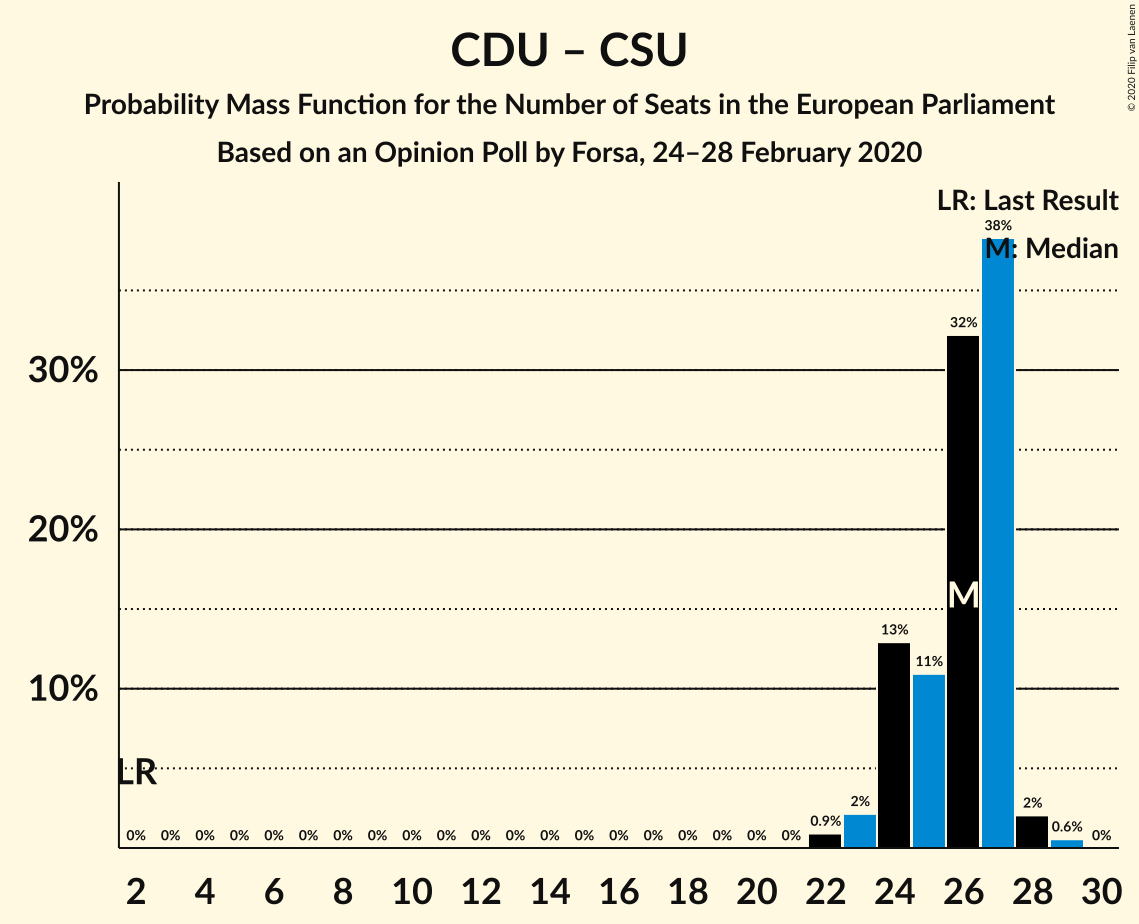 CDU – CSU
Probability Mass Function for the Number of Seats in the European Parliament
Based on an Opinion Poll by Forsa, 24–28 February 2020
© 2020 Filip van Laenen
LR: Last Result
M: Median
38%
32%
30%
20%
M
13%
11%
10%
LR
0% 0% 0% 0% 0% 0% 0% 0% 0% 0% 0% 0% 0% 0% 0% 0% 0% 0% 0% 0% 0.9% 2% 2% 0.6% 0%
2 4 6 8 10 12 14 16 18 20 22 24 26 28 30